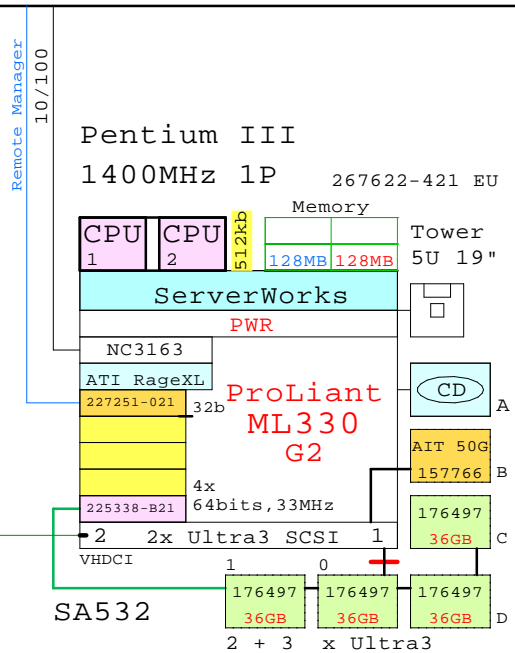 Remote Manager
10/100
Pentium III
1400MHz 1P
267622-421 EU
Memory
CPU
1
CPU
2
512kb
128MB
128MB
Tower
5U 19"
ServerWorks
PWR
NC3163
ATI RageXL
227251-021
32b
ProLiant
ML330
G2
CD
A
AIT 50G
157766
B
4x
64bits,33MHz
225338-B21
2
2x Ultra3 SCSI
1
VHDCI
176497
36GB
C
1
0
176497
36GB
176497
36GB
176497
36GB
D
SA532
2 + 3
x Ultra3